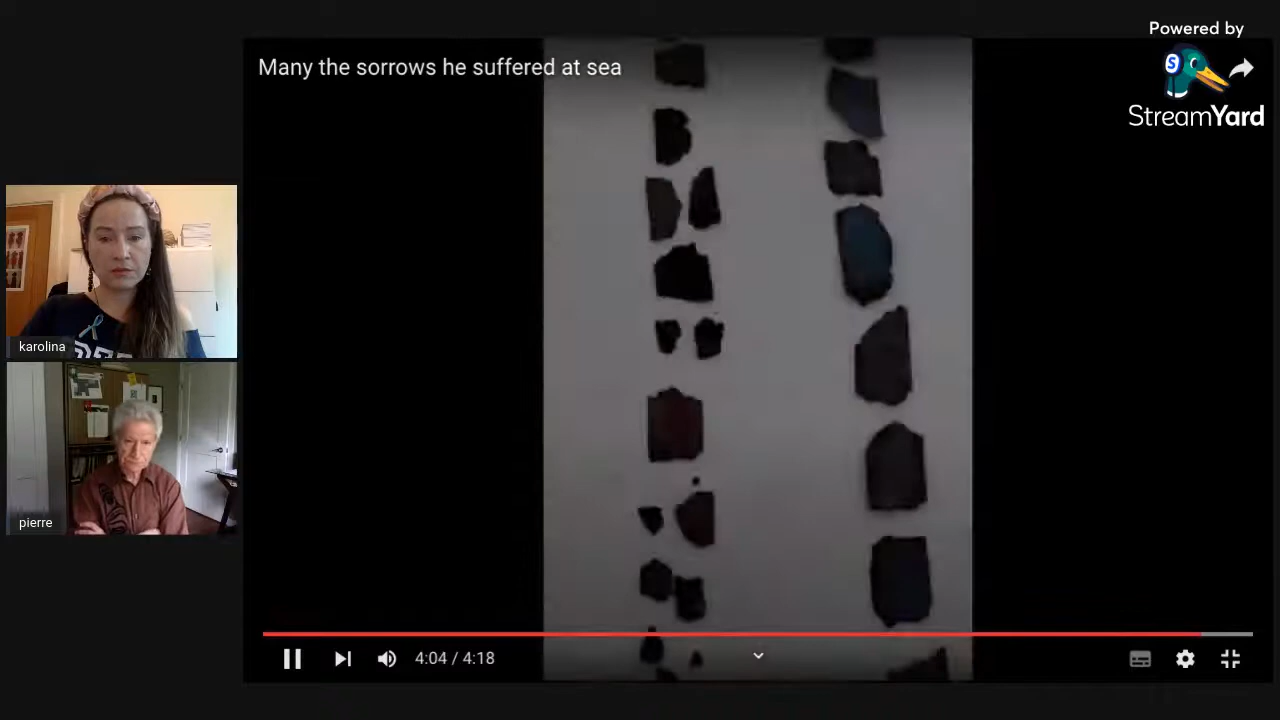 Many the sorrows he suffered at sea
Powered by
S
StreamYard
karolina
pierre
4:04 / 4:18